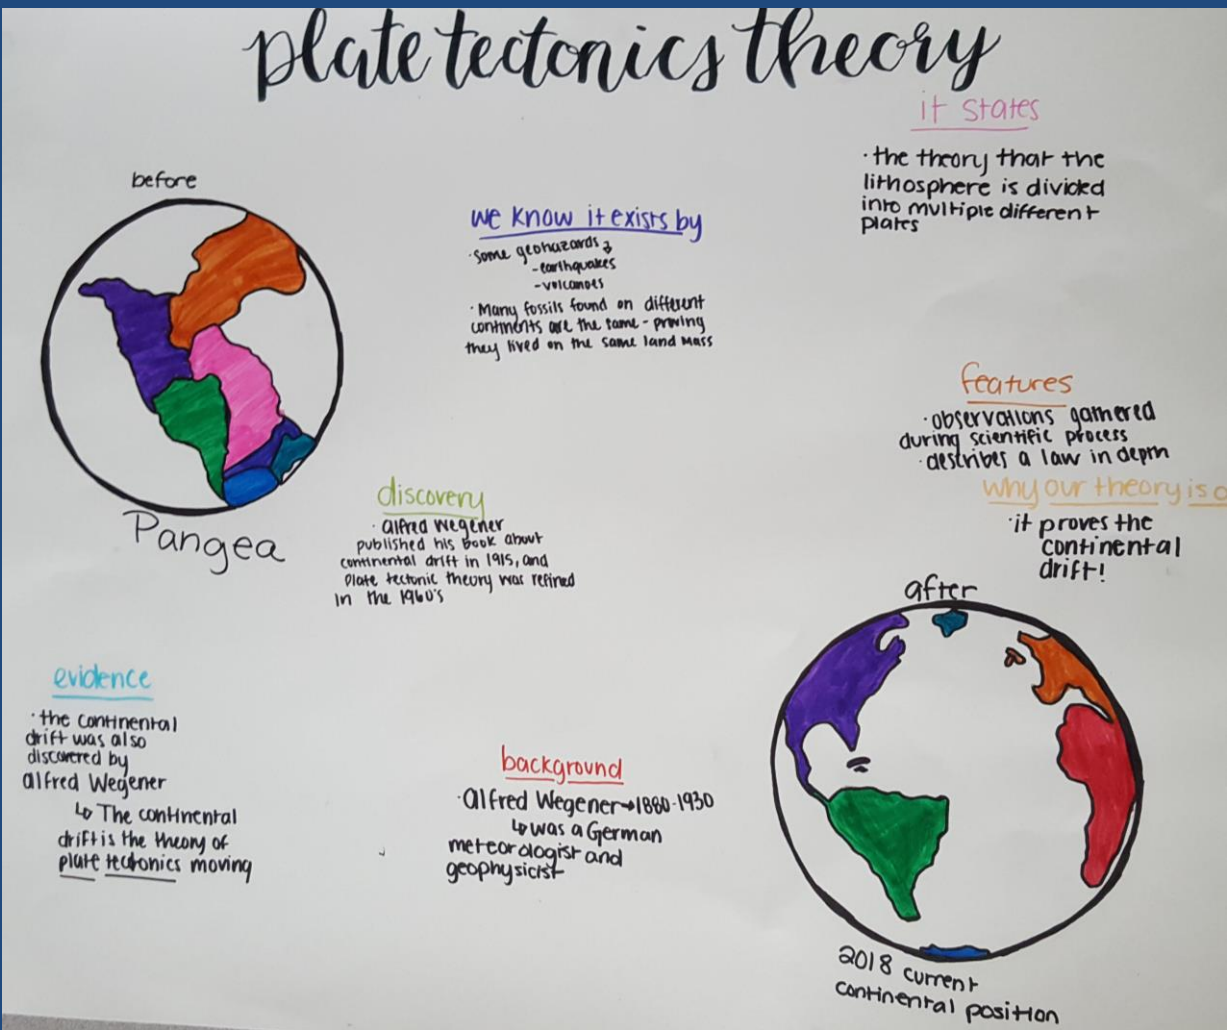 plate tectonics theory
it states
· the theory that the
lithosphere is divided
into multiple different
plates
before
Pangea
we know it exists by
· some geohazards
- earthquakes
- volcanoes
· Many fossils found on different
continents are the same - proving
they lived on the same land mass
features
· observations gathered
during scientific process
· describes a law in depth
why our theory is
· it proves the
continental
drift!
discovery
· alfred wegener
published his book about
continental drift in 1915, and
plate tectonic theory was refined
in the 1960's
evidence
· the continental
drift was also
discovered by
alfred Wegener
↳ The continental
drift is the theory of
plate tectonics moving
background
· alfred Wegener → 1880-1930
↳ was a German
meteorologist and
geophysicist
after
2018 current
continental position